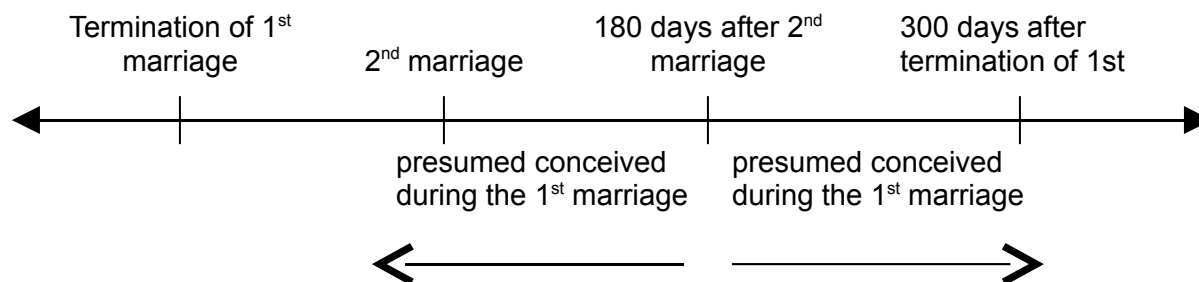 Termination of 1st
marriage
2nd marriage
180 days after 2nd
marriage
300 days after
termination of 1st
presumed conceived
during the 1st marriage
presumed conceived
during the 1st marriage